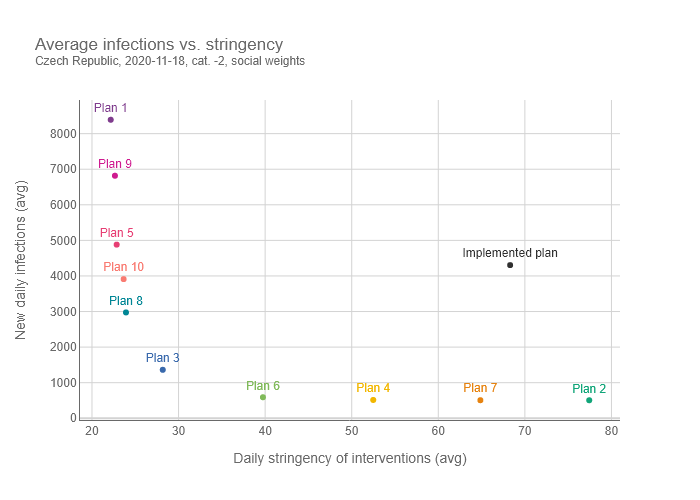 Average infections vs. stringency
Czech Republic, 2020-11-18, cat. -2, social weights
Plan 1
8000
Plan 9
7000
6000
Plan 5
5000
Implemented plan
Plan 10
4000
Plan 8
3000
Plan 3
2000
Plan 6
Plan 4
Plan 7
Plan 2
1000
0
New daily infections (avg)
20 30 40 50 60 70 80
Daily stringency of interventions (avg)